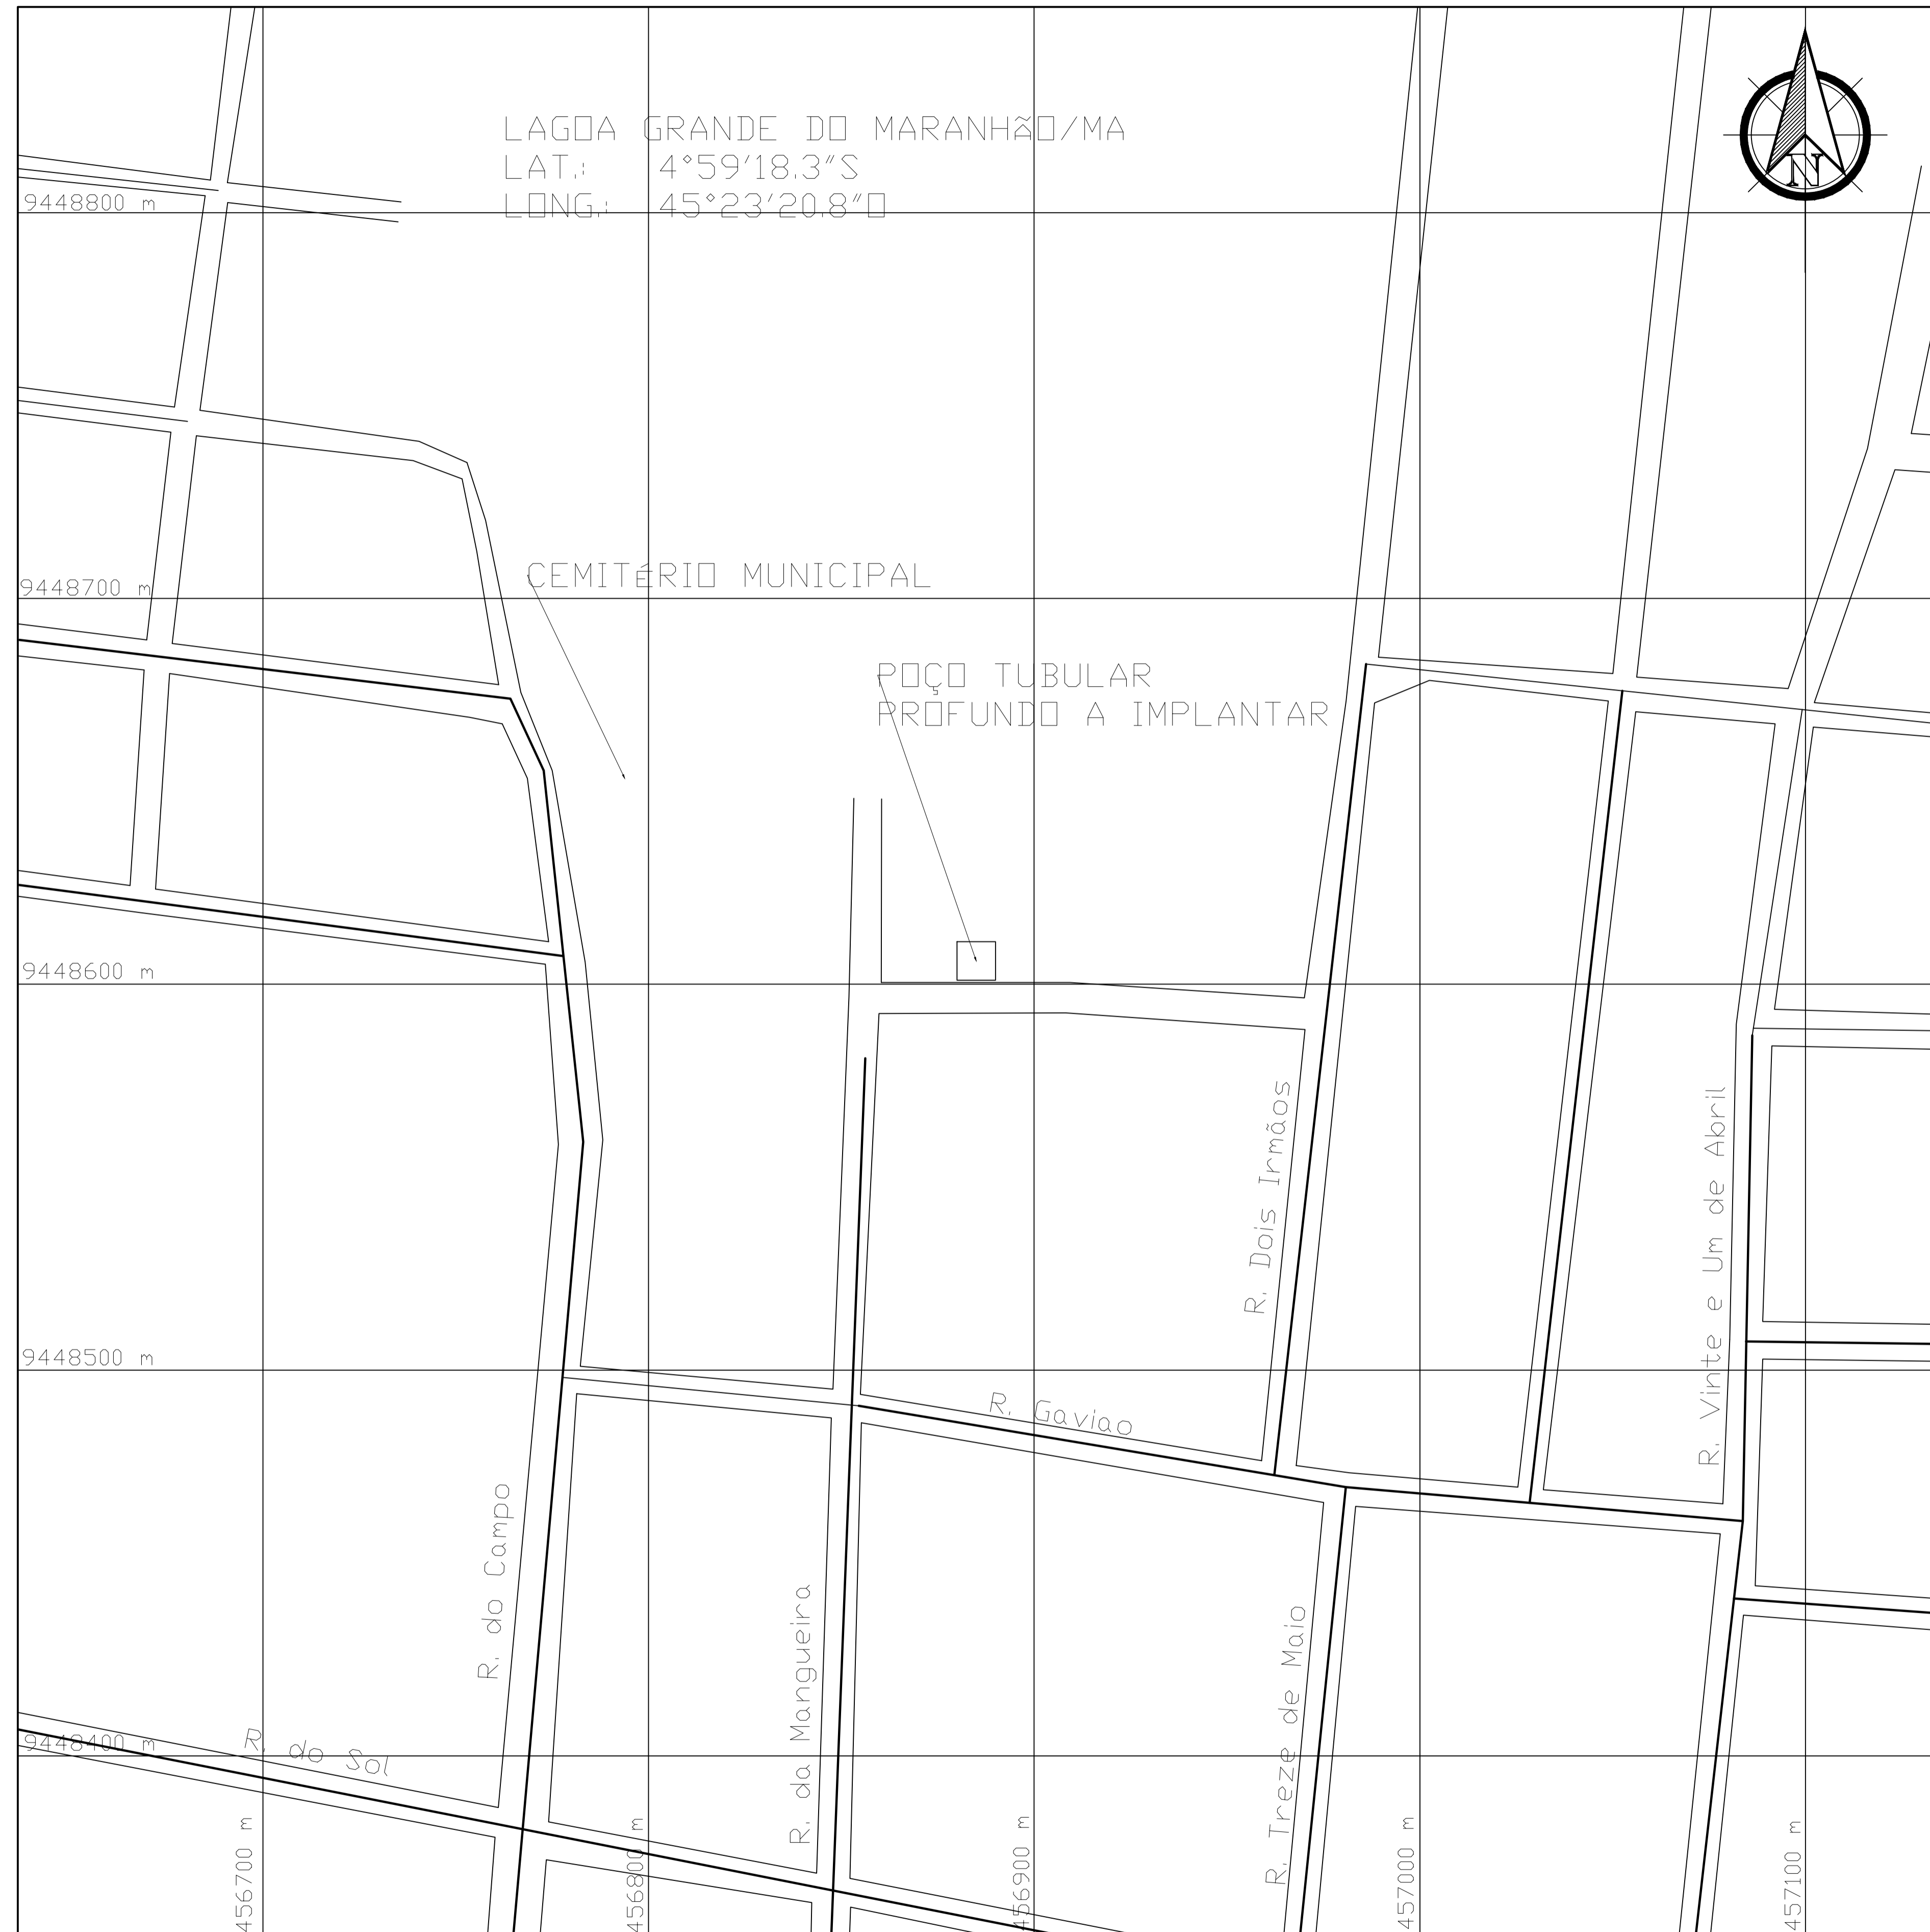 LAGOA GRANDE DO MARANHÃO/MA
LAT.: 4°59'18.3"S
LONG.: 45°23'20.8"O
N
9448800 m
CEMITÉRIO MUNICIPAL
9448700 m
POÇO TUBULAR
PROFUNDO A IMPLANTAR
9448600 m
R. Dois Irmãos
R. Vinte e Um de Abril
9448500 m
R. Gaviao
R. do Campo
R. da Mangueira
R. Treze de Maio
9448400 m
R. do Sol
456700 m
456800 m
456900 m
457000 m
457100 m